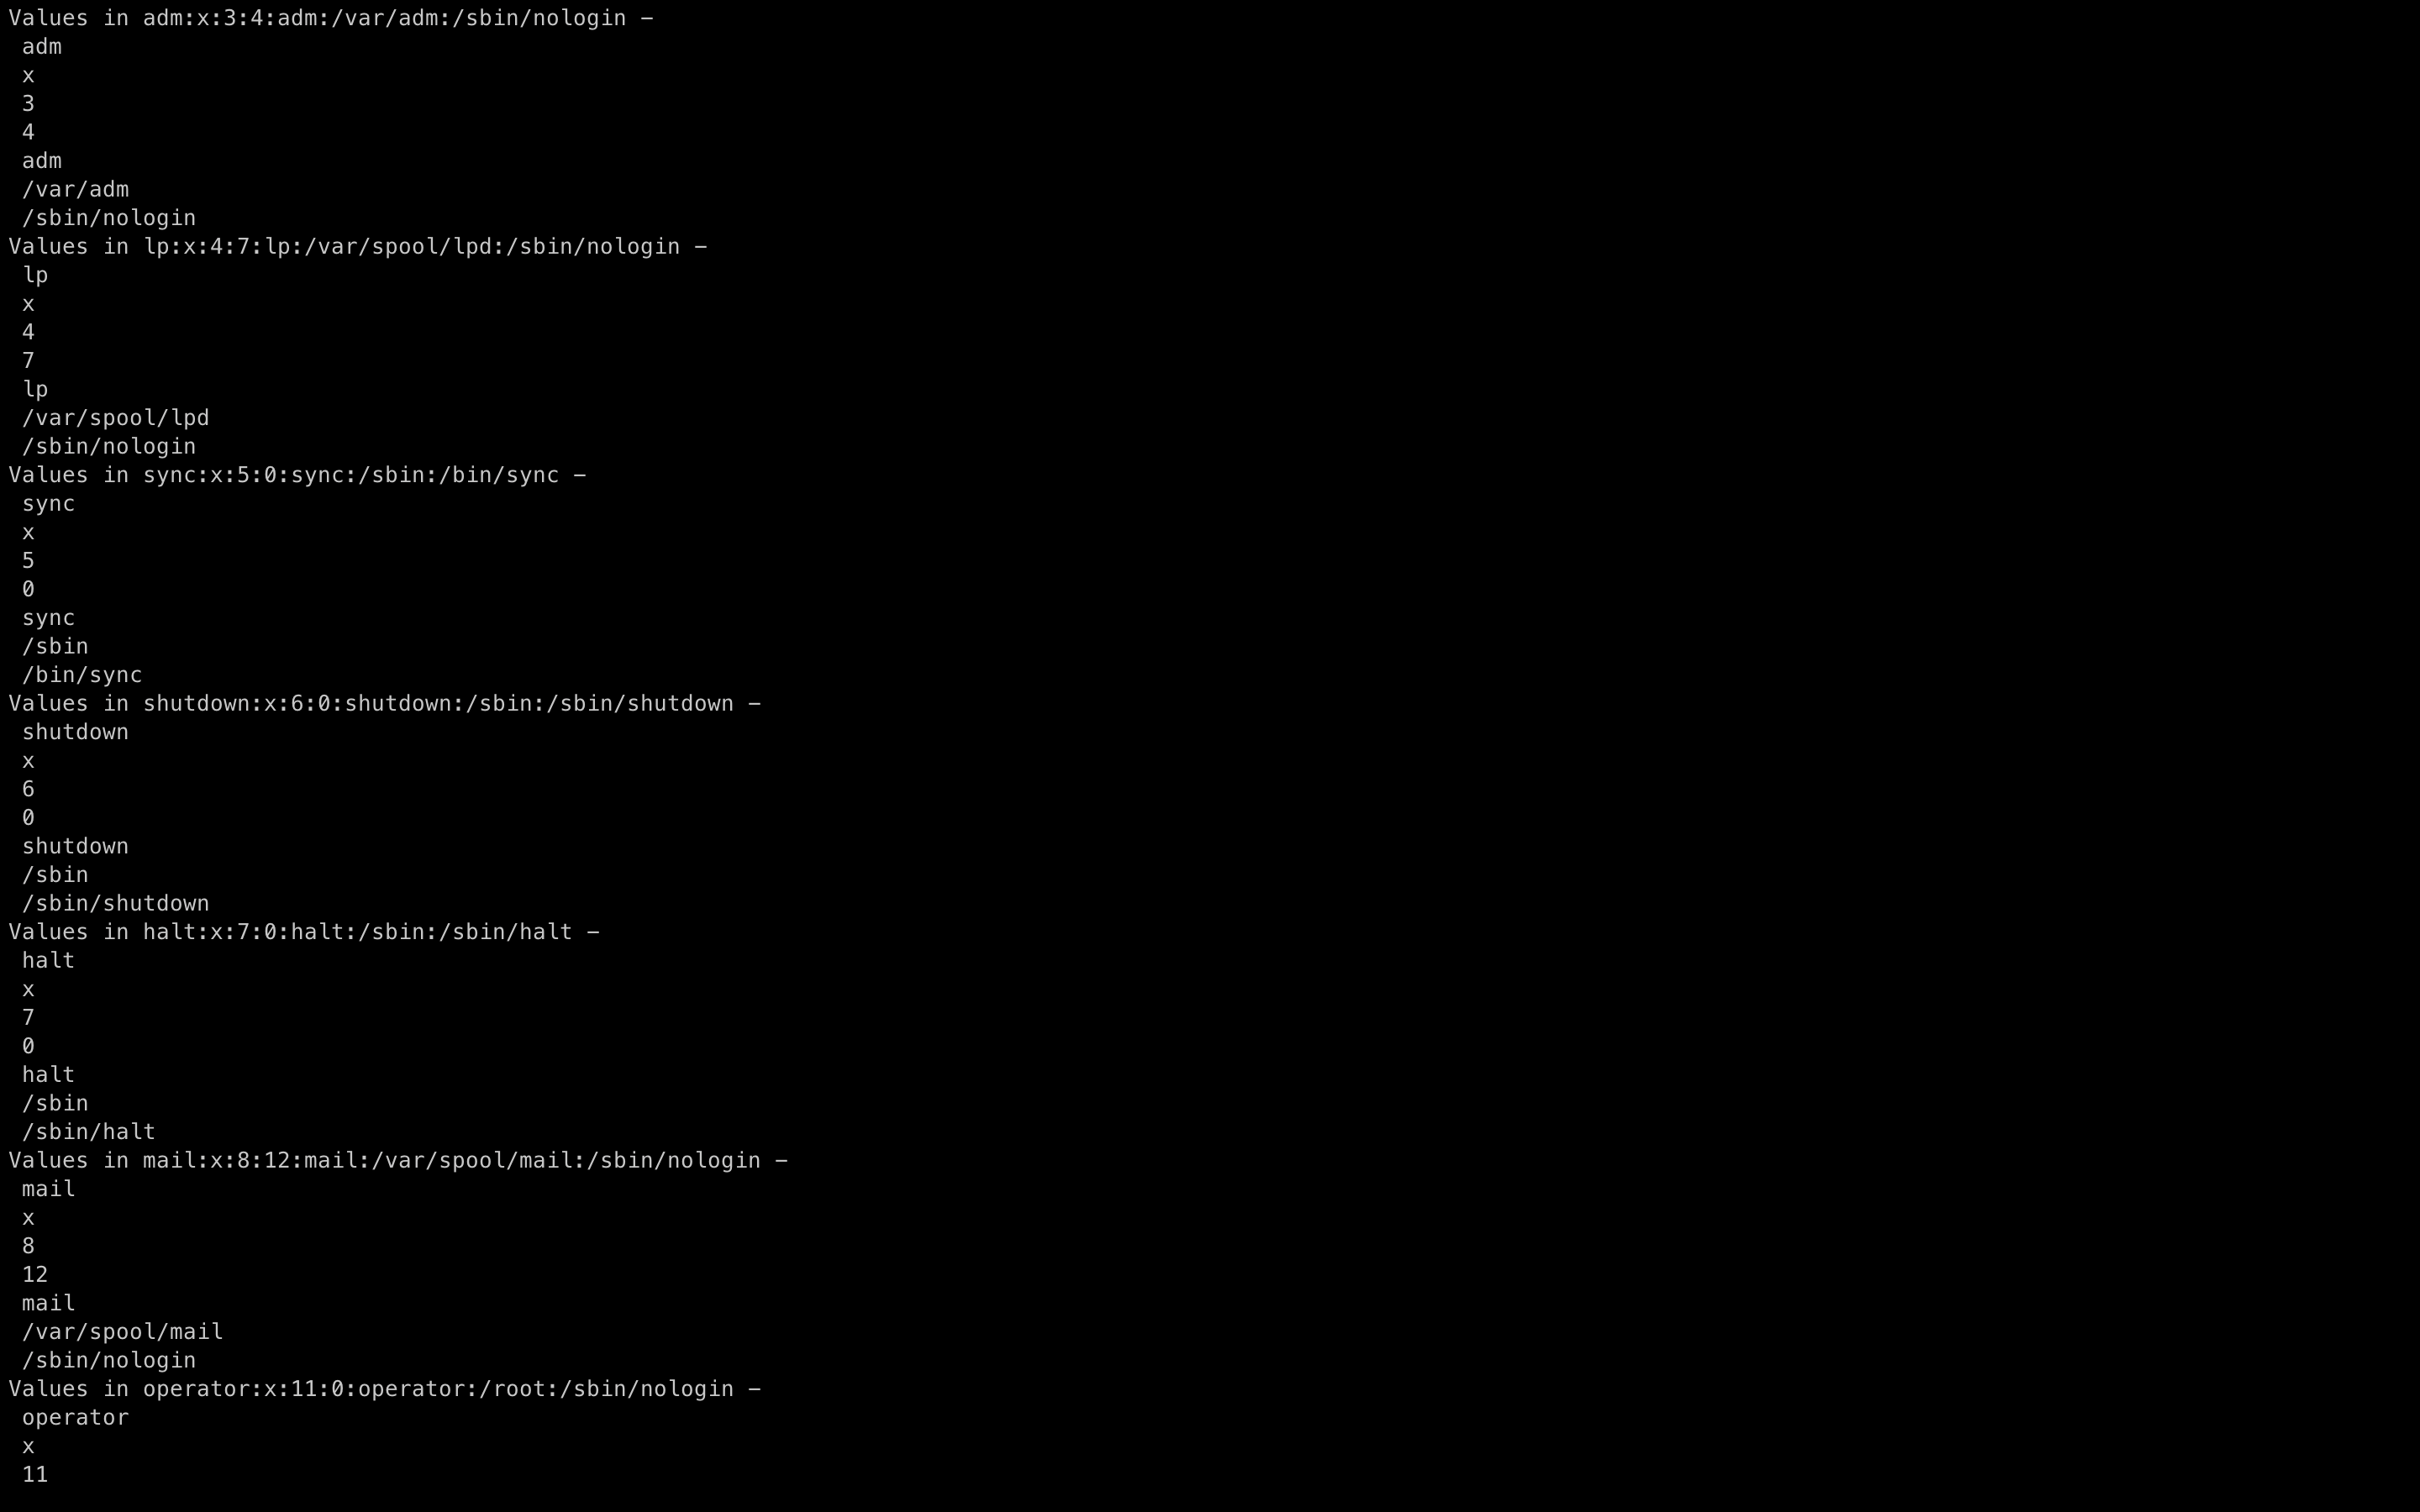 Values in adm:x:3:4:adm:/var/adm:/sbin/nologin –
adm
x
3
4
adm
/var/adm
/sbin/nologin
Values in lp:x:4:7:lp:/var/spool/lpd:/sbin/nologin –
lp
x
4
7
lp
/var/spool/lpd
/sbin/nologin
Values in sync:x:5:0:sync:/sbin:/bin/sync –
sync
x
5
0
sync
/sbin
/bin/sync
Values in shutdown:x:6:0:shutdown:/sbin:/sbin/shutdown –
shutdown
x
6
0
shutdown
/sbin
/sbin/shutdown
Values in halt:x:7:0:halt:/sbin:/sbin/halt –
halt
x
7
0
halt
/sbin
/sbin/halt
Values in mail:x:8:12:mail:/var/spool/mail:/sbin/nologin –
mail
x
8
12
mail
/var/spool/mail
/sbin/nologin
Values in operator:x:11:0:operator:/root:/sbin/nologin –
operator
x
11